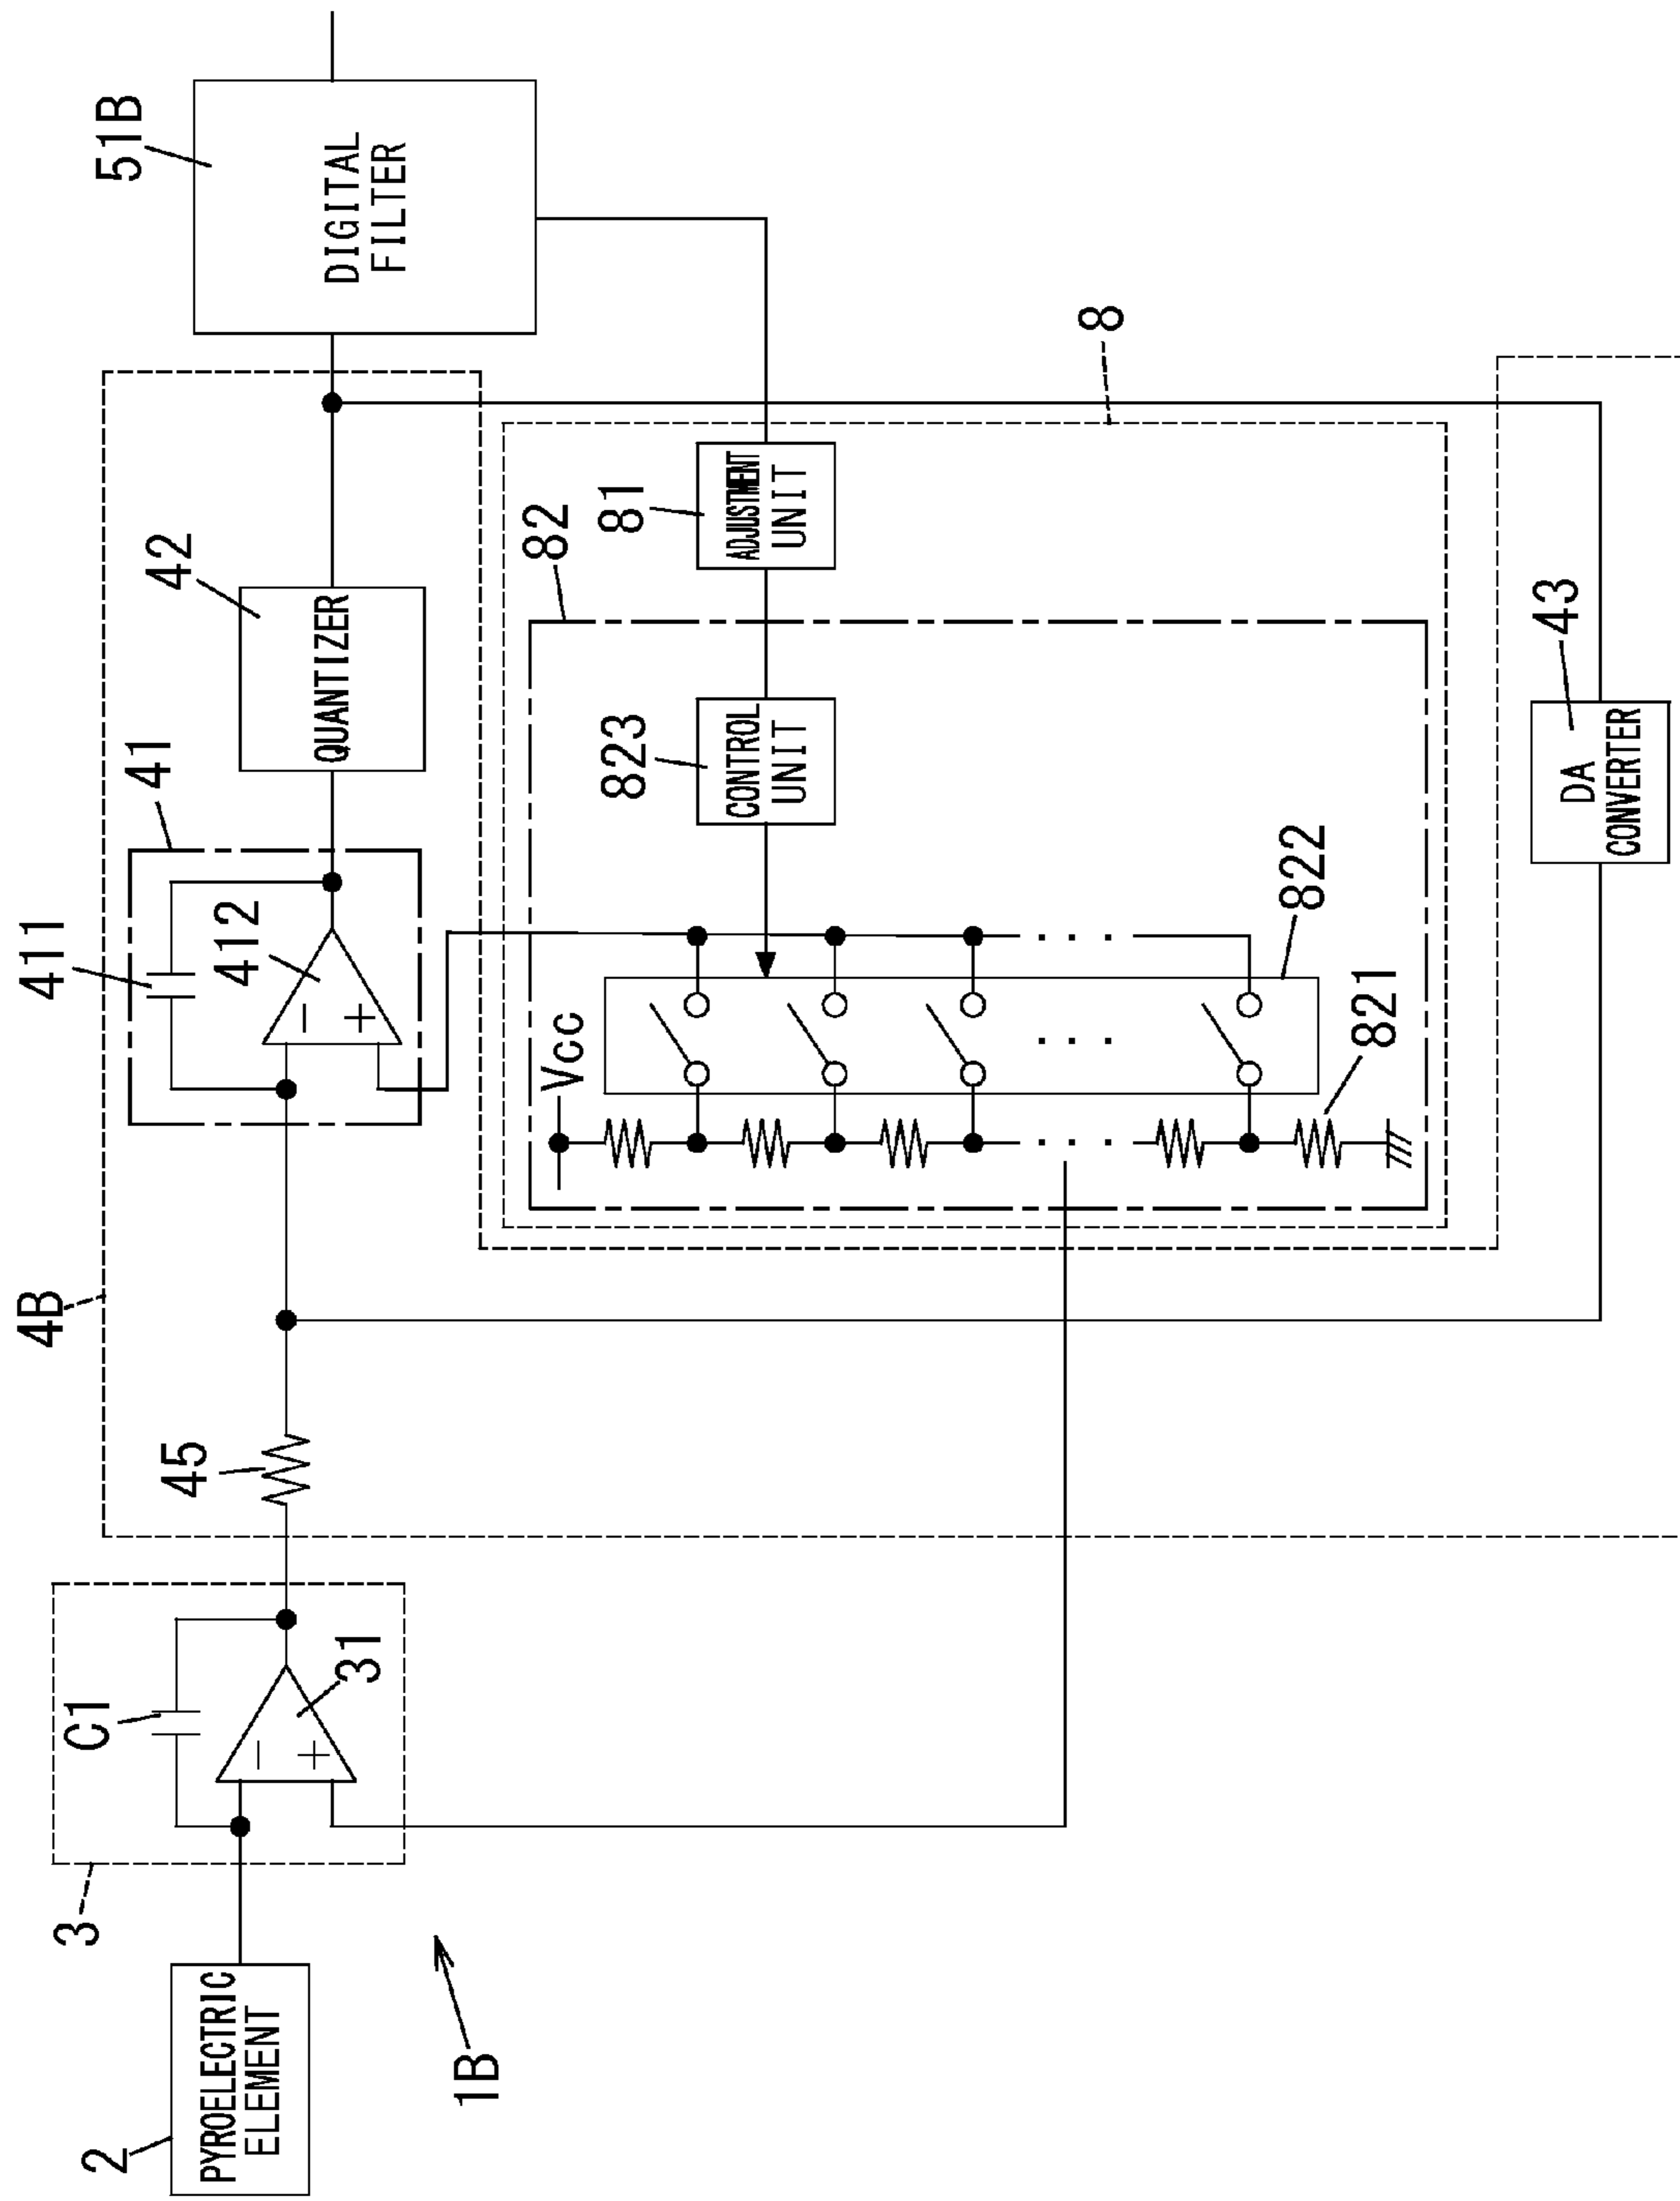 4B
411
41
42
51B
DIGITAL
FILTER
QUANTIZER
412
−
+
C1
45
3
31
−
+
2
PYROELECTRIC
ELEMENT
1B
Vcc
82
81
8
ADJUSTMENT
UNIT
823
CONTROL
UNIT
. . .
. . .
. . .
822
821
43
DA
CONVERTER